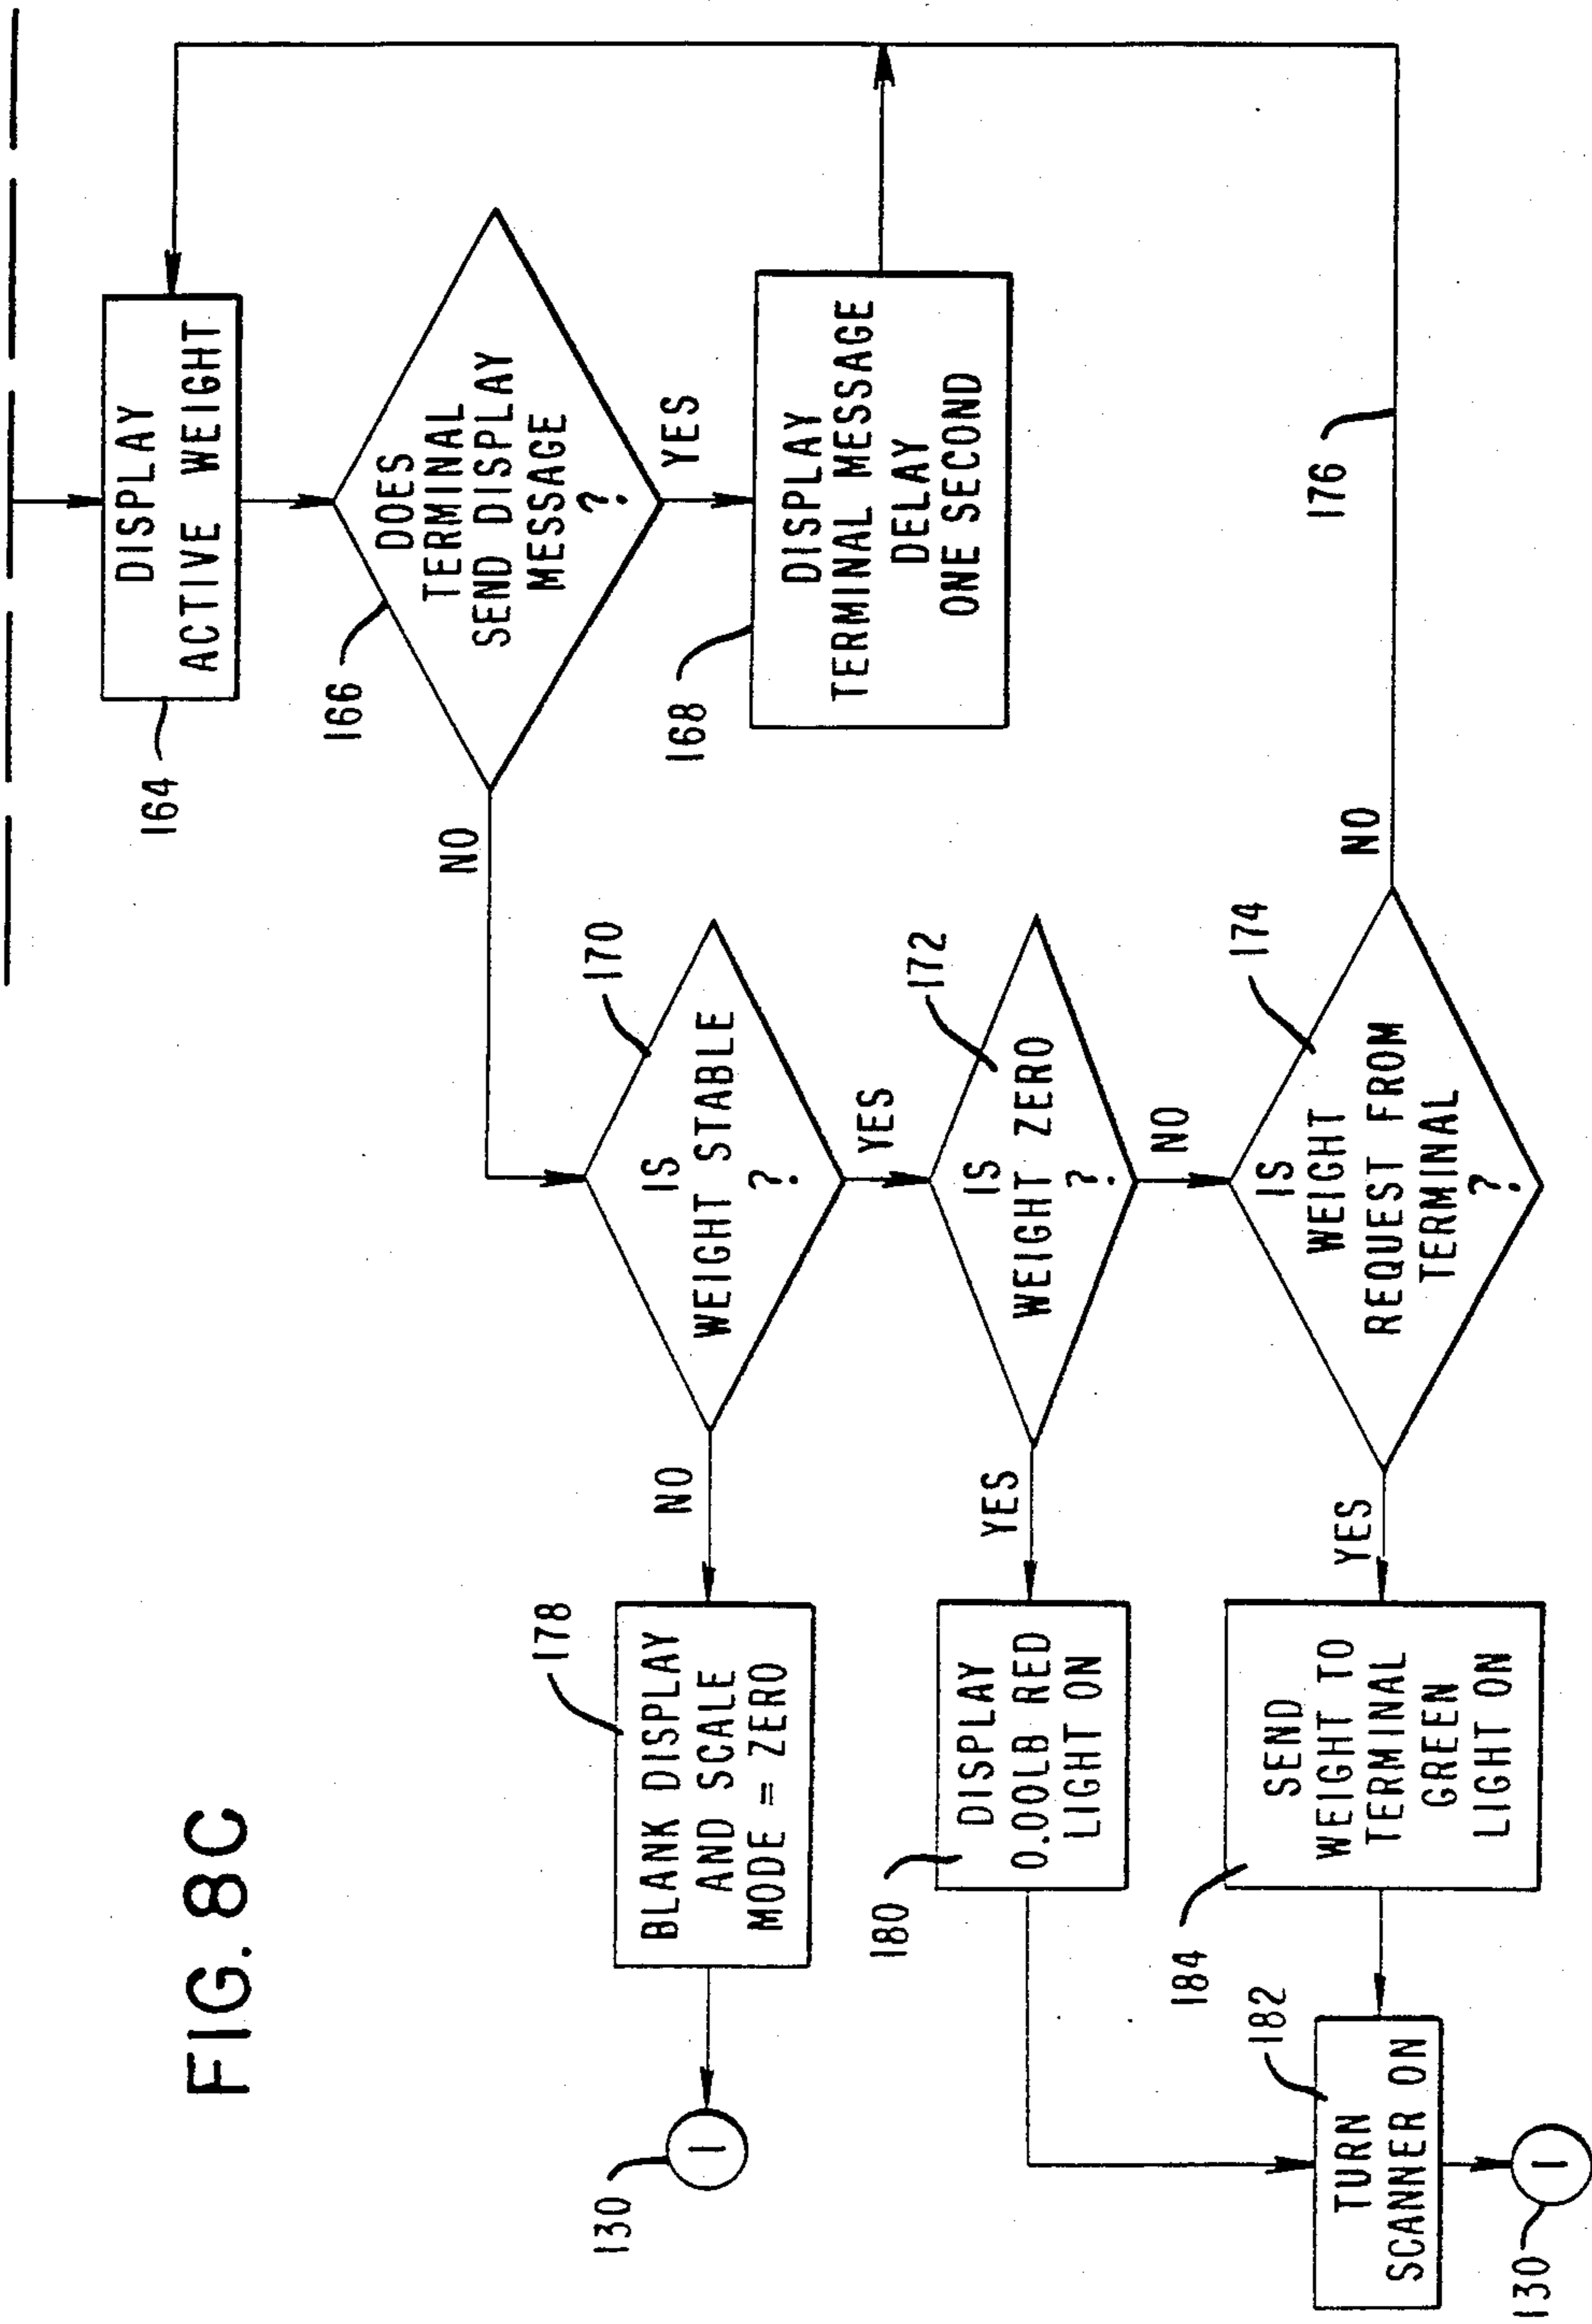 FIG. 8C
DISPLAY
ACTIVE WEIGHT
164
DOES
TERMINAL
SEND DISPLAY
MESSAGE
?
166
YES
NO
DISPLAY
TERMINAL MESSAGE
DELAY
ONE SECOND
168
IS
WEIGHT STABLE
?
170
NO
YES
BLANK DISPLAY
AND SCALE
MODE = ZERO
178
1
130
IS
WEIGHT ZERO
?
172
YES
NO
DISPLAY
0.00LB RED
LIGHT ON
180
IS
WEIGHT
REQUEST FROM
TERMINAL
?
174
NO
176
YES
SEND
WEIGHT TO
TERMINAL
GREEN
LIGHT ON
184
TURN
SCANNER ON
182
1
130